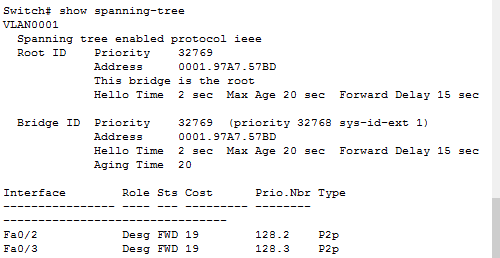 Switch# show spanning-tree
VLAN0001
  Spanning tree enabled protocol ieee
  Root ID    Priority    32769
             Address     0001.97A7.57BD
             This bridge is the root
             Hello Time  2 sec  Max Age 20 sec  Forward Delay 15 sec
  Bridge ID  Priority    32769  (priority 32768 sys-id-ext 1)
             Address     0001.97A7.57BD
             Hello Time  2 sec  Max Age 20 sec  Forward Delay 15 sec
             Aging Time  20
Interface        Role Sts Cost      Prio.Nbr Type
---------------- ---- --- --------- --------
--------------------------------
Fa0/2            Desg FWD 19        128.2    P2p
Fa0/3            Desg FWD 19        128.3    P2p